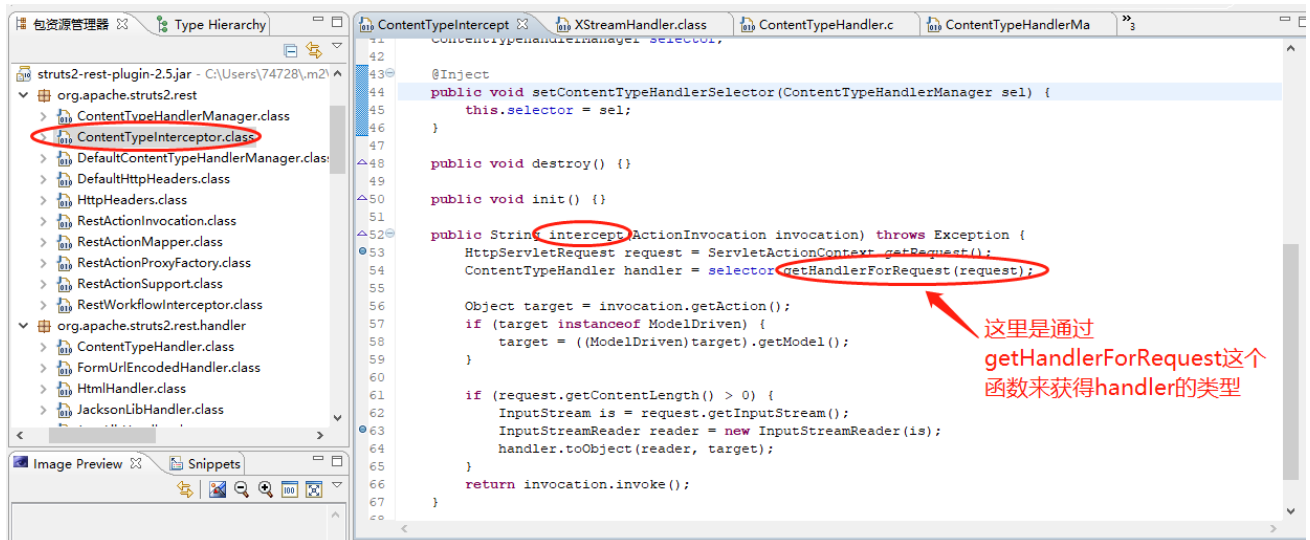 包资源管理器
Type Hierarchy
struts2-rest-plugin-2.5.jar - C:\Users\74728\.m2\
org.apache.struts2.rest
ContentTypeHandlerManager.class
ContentTypeInterceptor.class
DefaultContentTypeHandlerManager.class
DefaultHttpHeaders.class
HttpHeaders.class
RestActionInvocation.class
RestActionMapper.class
RestActionProxyFactory.class
RestActionSupport.class
RestWorkflowInterceptor.class
org.apache.struts2.rest.handler
ContentTypeHandler.class
FormUrlEncodedHandler.class
HtmlHandler.class
JacksonLibHandler.class
Image Preview
Snippets
ContentTypeIntercept
XStreamHandler.class
ContentTypeHandler.c
ContentTypeHandlerMa
3
41 ContentTypeHandlerManager selector;
42
43 @Inject
44 public void setContentTypeHandlerSelector(ContentTypeHandlerManager sel) {
45 this.selector = sel;
46 }
47
48 public void destroy() {}
49
50 public void init() {}
51
52 public String intercept(ActionInvocation invocation) throws Exception {
53 HttpServletRequest request = ServletActionContext.getRequest();
54 ContentTypeHandler handler = selector.getHandlerForRequest(request);
55
56 Object target = invocation.getAction();
57 if (target instanceof ModelDriven) {
58 target = ((ModelDriven)target).getModel();
59 }
60
61 if (request.getContentLength() > 0) {
62 InputStream is = request.getInputStream();
63 InputStreamReader reader = new InputStreamReader(is);
64 handler.toObject(reader, target);
65 }
66 return invocation.invoke();
67 }
68
这里是通过
getHandlerForRequest这个
函数来获得handler的类型